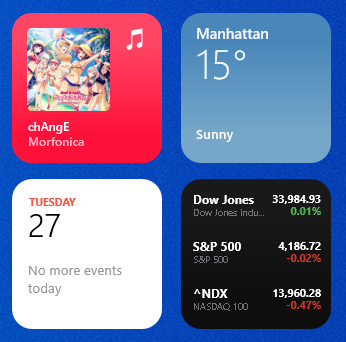 chAngE
Morfonica
Manhattan
15°
Sunny
TUESDAY
27
No more events
today
Dow Jones 33,984.93
Dow Jones Indu... 0.01%
S&P 500 4,186.72
S&P 500 -0.02%
^NDX 13,960.28
NASDAQ 100 -0.47%